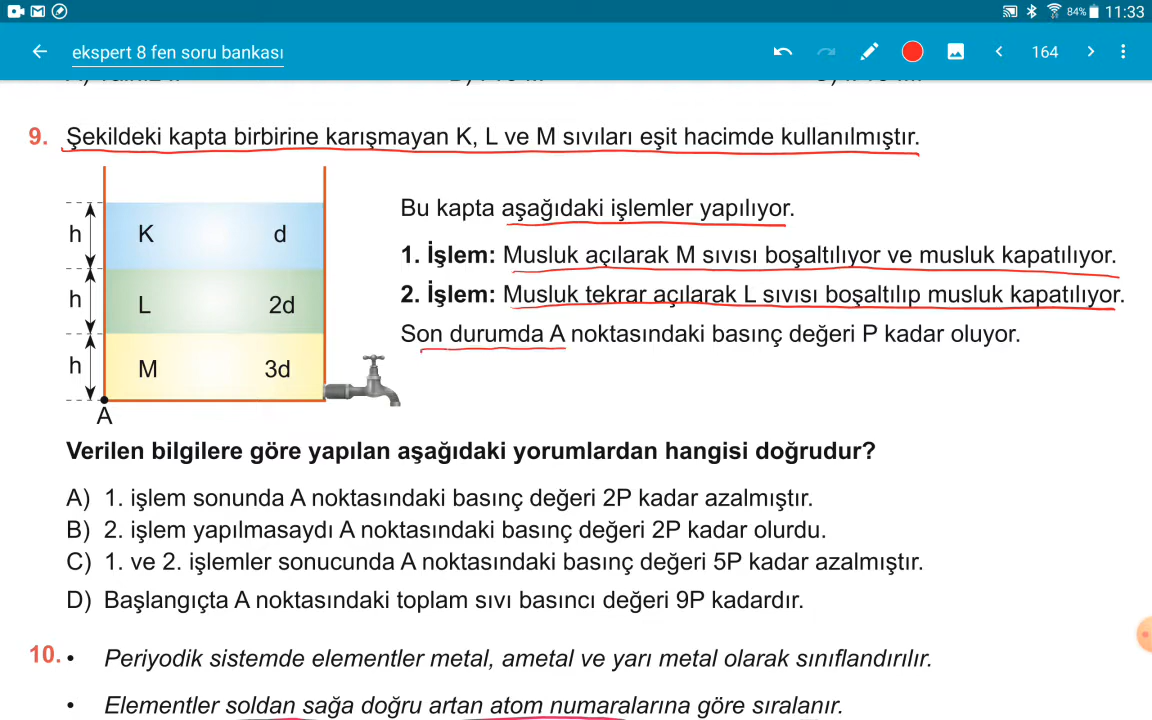 84% 11:33
ekspert 8 fen soru bankası 164
9. Şekildeki kapta birbirine karışmayan K, L ve M sıvıları eşit hacimde kullanılmıştır.
h K d
h L 2d
h M 3d
A
Bu kapta aşağıdaki işlemler yapılıyor.
1. İşlem: Musluk açılarak M sıvısı boşaltılıyor ve musluk kapatılıyor.
2. İşlem: Musluk tekrar açılarak L sıvısı boşaltılıp musluk kapatılıyor.
Son durumda A noktasındaki basınç değeri P kadar oluyor.
Verilen bilgilere göre yapılan aşağıdaki yorumlardan hangisi doğrudur?
A) 1. işlem sonunda A noktasındaki basınç değeri 2P kadar azalmıştır.
B) 2. işlem yapılmasaydı A noktasındaki basınç değeri 2P kadar olurdu.
C) 1. ve 2. işlemler sonucunda A noktasındaki basınç değeri 5P kadar azalmıştır.
D) Başlangıçta A noktasındaki toplam sıvı basıncı değeri 9P kadardır.
10. • Periyodik sistemde elementler metal, ametal ve yarı metal olarak sınıflandırılır.
• Elementler soldan sağa doğru artan atom numaralarına göre sıralanır.